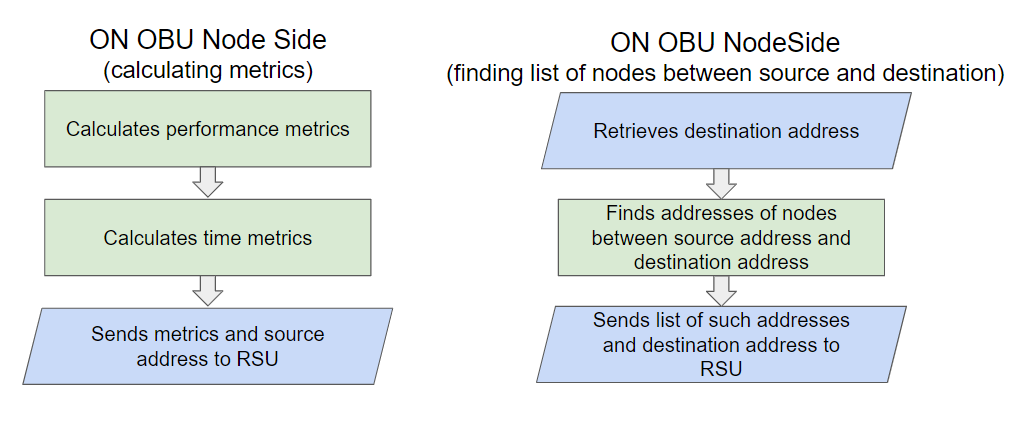 ON OBU Node Side
(calculating metrics)
Calculates performance metrics
Calculates time metrics
Sends metrics and source
address to RSU
ON OBU NodeSide
(finding list of nodes between source and destination)
Retrieves destination address
Finds addresses of nodes
between source address and
destination address
Sends list of such addresses
and destination address to
RSU